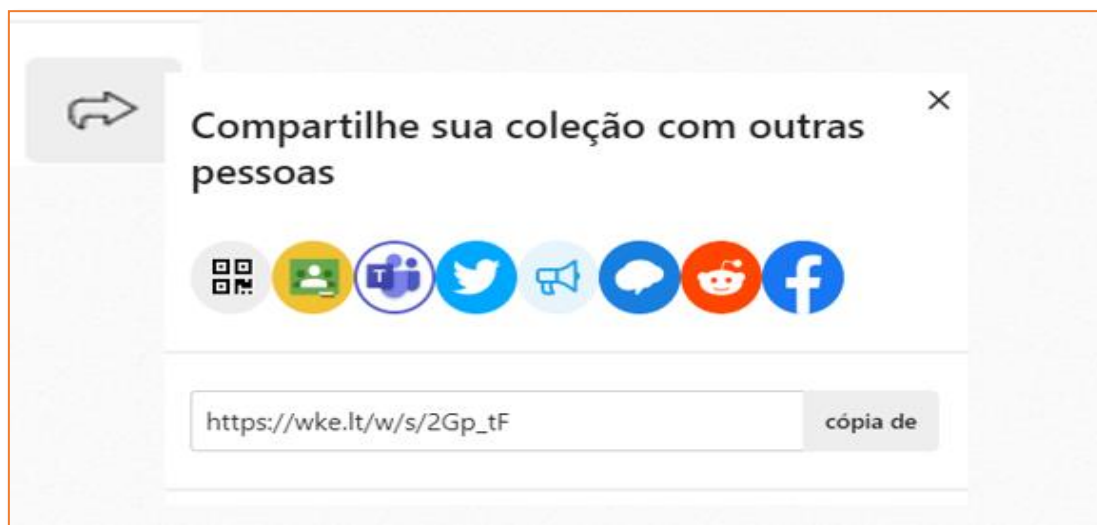 Compartilhe sua coleção com outras
pessoas
T
https://wke.lt/w/s/2Gp_tF
cópia de